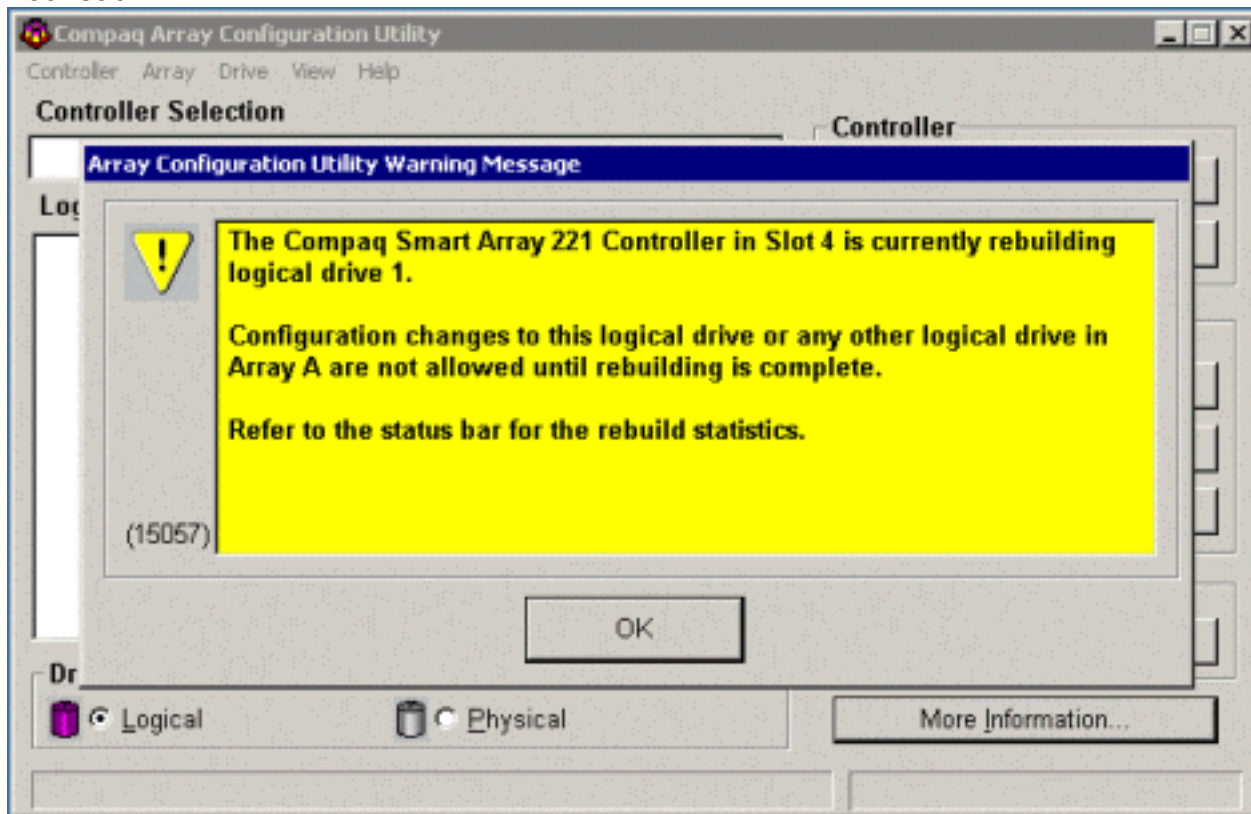 Compaq Array Configuration Utility
Controller Array Drive View Help
Controller Selection
Controller
Array Configuration Utility Warning Message
The Compaq Smart Array 221 Controller in Slot 4 is currently rebuilding
logical drive 1.
Configuration changes to this logical drive or any other logical drive in
Array A are not allowed until rebuilding is complete.
Refer to the status bar for the rebuild statistics.
(15057)
OK
Logical
Physical
More Information...